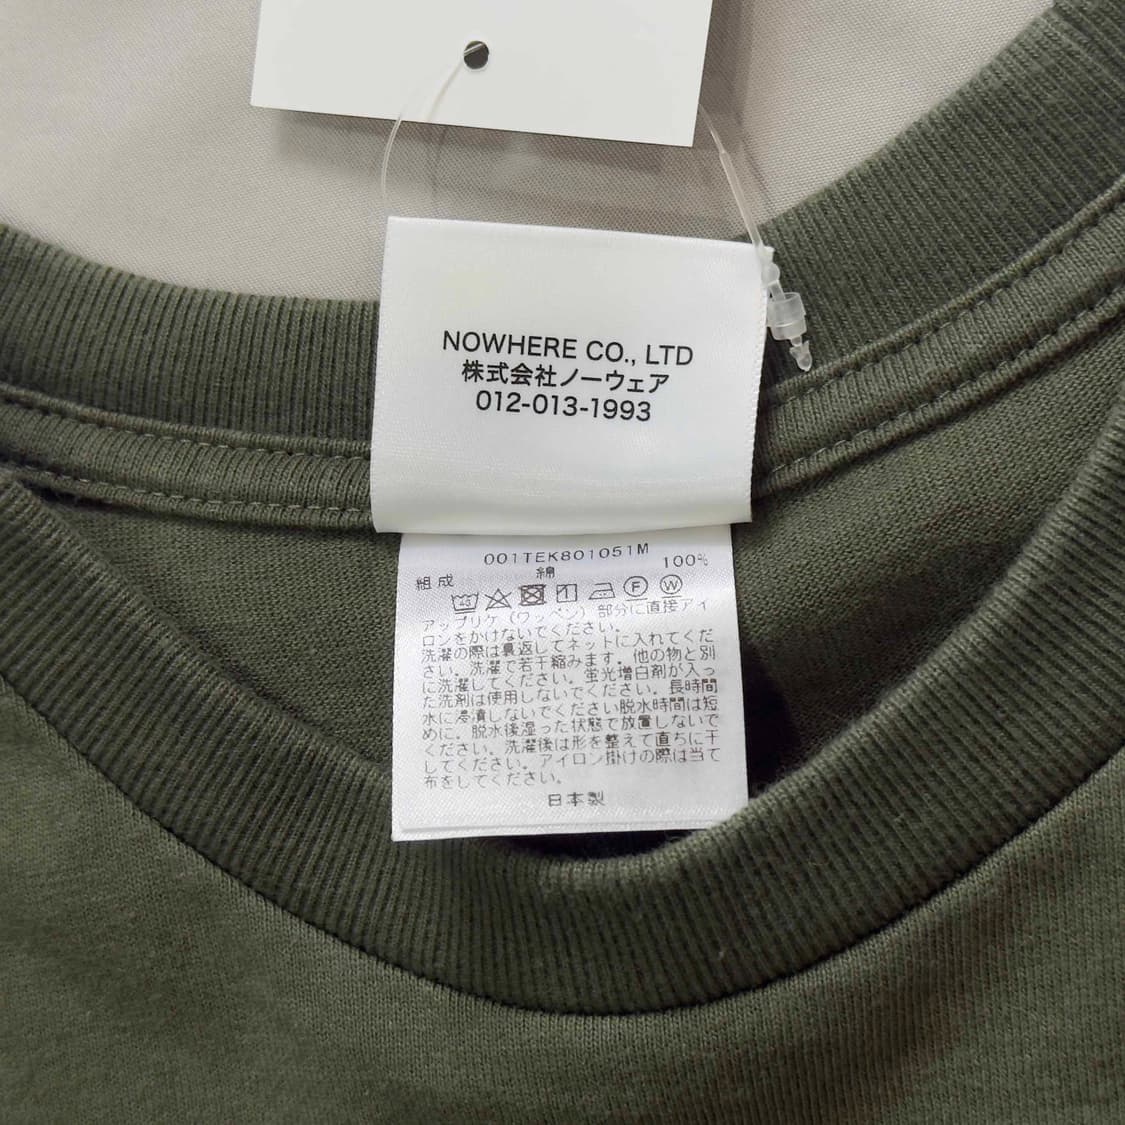 NOWHERE CO., LTD
株式会社ノーウェア
012-013-1993
001TEK801051M
組成 綿 100%
40 F W
アップリケ（ワッペン）部分に直接アイ
ロンをかけないでください。
洗濯の際は裏返してネットに入れてくだ
さい。洗濯で若干縮みます。他の物と別
に洗濯してください。蛍光増白剤が入っ
た洗剤は使用しないでください。長時間
水に浸漬しないでください脱水時間は短
めに。脱水後湿った状態で放置しないで
ください。洗濯後は形を整えて直ちに干
してください。アイロン掛けの際は当て
布をしてください。
日本製